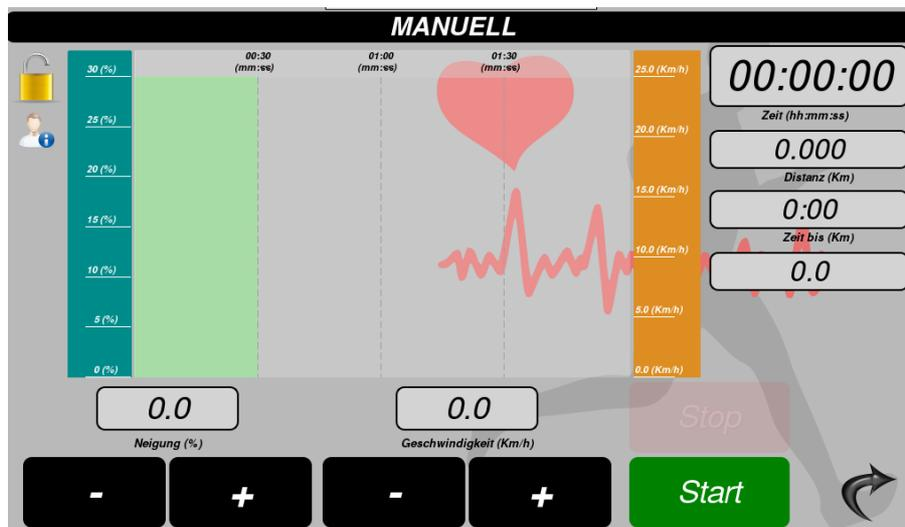 MANUELL
00:30 01:00 01:30
(mm:ss) (mm:ss) (mm:ss)
30 (%)
25 (%)
20 (%)
15 (%)
10 (%)
5 (%)
0 (%)
25.0 (Km/h)
20.0 (Km/h)
15.0 (Km/h)
10.0 (Km/h)
5.0 (Km/h)
0.0 (Km/h)
00:00:00
Zeit (hh:mm:ss)
0.000
Distanz (Km)
0:00
Zeit bis (Km)
0.0
0.0
Neigung (%)
0.0
Geschwindigkeit (Km/h)
Stop
- + - + Start